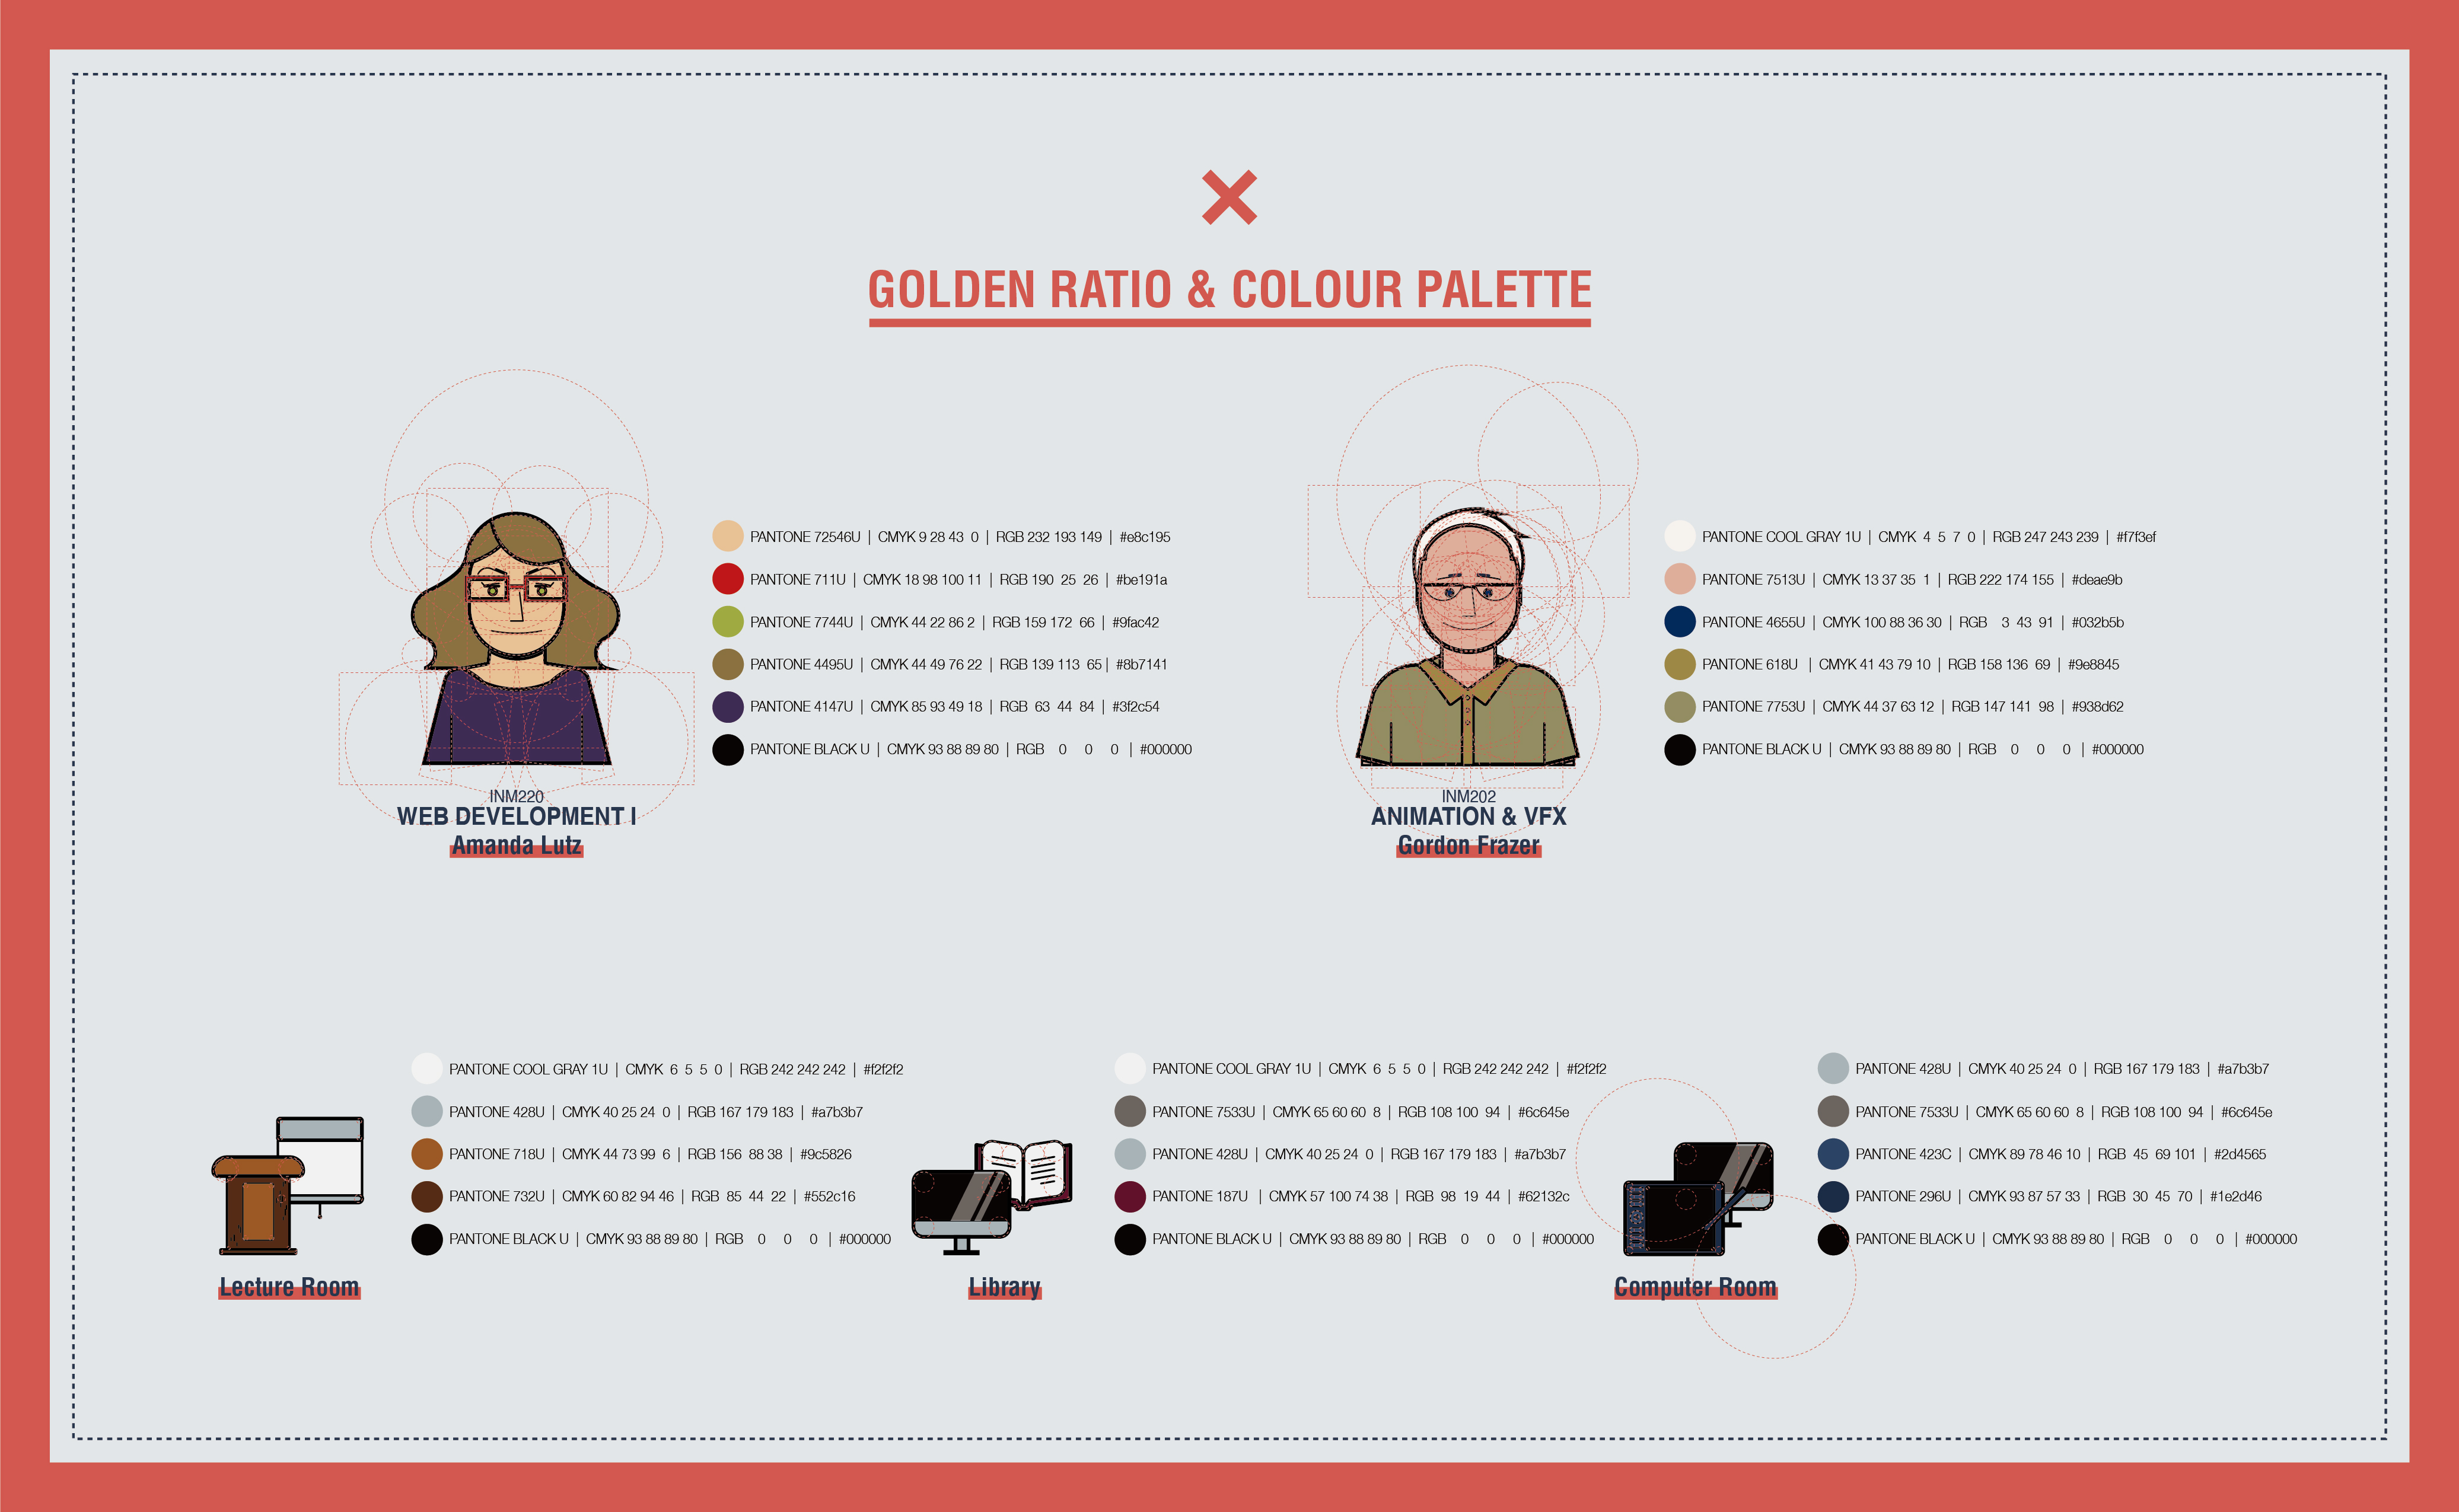 GOLDEN RATIO & COLOUR PALETTE
PANTONE 72546U | CMYK 9 28 43 0 | RGB 232 193 149 | #e8c195
PANTONE 711U | CMYK 18 98 100 11 | RGB 190 25 26 | #be191a
PANTONE 7744U | CMYK 44 22 86 2 | RGB 159 172 66 | #9fac42
PANTONE 4495U | CMYK 44 49 76 22 | RGB 139 113 65 | #8b7141
PANTONE 4147U | CMYK 85 93 49 18 | RGB 63 44 84 | #3f2c54
PANTONE BLACK U | CMYK 93 88 89 80 | RGB 0 0 0 | #000000
INM220
WEB DEVELOPMENT I
Amanda Lutz
PANTONE COOL GRAY 1U | CMYK 4 5 7 0 | RGB 247 243 239 | #f7f3ef
PANTONE 7513U | CMYK 13 37 35 1 | RGB 222 174 155 | #deae9b
PANTONE 4655U | CMYK 100 88 36 30 | RGB 3 43 91 | #032b5b
PANTONE 618U | CMYK 41 43 79 10 | RGB 158 136 69 | #9e8845
PANTONE 7753U | CMYK 44 37 63 12 | RGB 147 141 98 | #938d62
PANTONE BLACK U | CMYK 93 88 89 80 | RGB 0 0 0 | #000000
INM202
ANIMATION & VFX
Gordon Frazer
PANTONE COOL GRAY 1U | CMYK 6 5 5 0 | RGB 242 242 242 | #f2f2f2
PANTONE 428U | CMYK 40 25 24 0 | RGB 167 179 183 | #a7b3b7
PANTONE 718U | CMYK 44 73 99 6 | RGB 156 88 38 | #9c5826
PANTONE 732U | CMYK 60 82 94 46 | RGB 85 44 22 | #552c16
PANTONE BLACK U | CMYK 93 88 89 80 | RGB 0 0 0 | #000000
Lecture Room
PANTONE COOL GRAY 1U | CMYK 6 5 5 0 | RGB 242 242 242 | #f2f2f2
PANTONE 7533U | CMYK 65 60 60 8 | RGB 108 100 94 | #6c645e
PANTONE 428U | CMYK 40 25 24 0 | RGB 167 179 183 | #a7b3b7
PANTONE 187U | CMYK 57 100 74 38 | RGB 98 19 44 | #62132c
PANTONE BLACK U | CMYK 93 88 89 80 | RGB 0 0 0 | #000000
Library
PANTONE 428U | CMYK 40 25 24 0 | RGB 167 179 183 | #a7b3b7
PANTONE 7533U | CMYK 65 60 60 8 | RGB 108 100 94 | #6c645e
PANTONE 423C | CMYK 89 78 46 10 | RGB 45 69 101 | #2d4565
PANTONE 296U | CMYK 93 87 57 33 | RGB 30 45 70 | #1e2d46
PANTONE BLACK U | CMYK 93 88 89 80 | RGB 0 0 0 | #000000
Computer Room